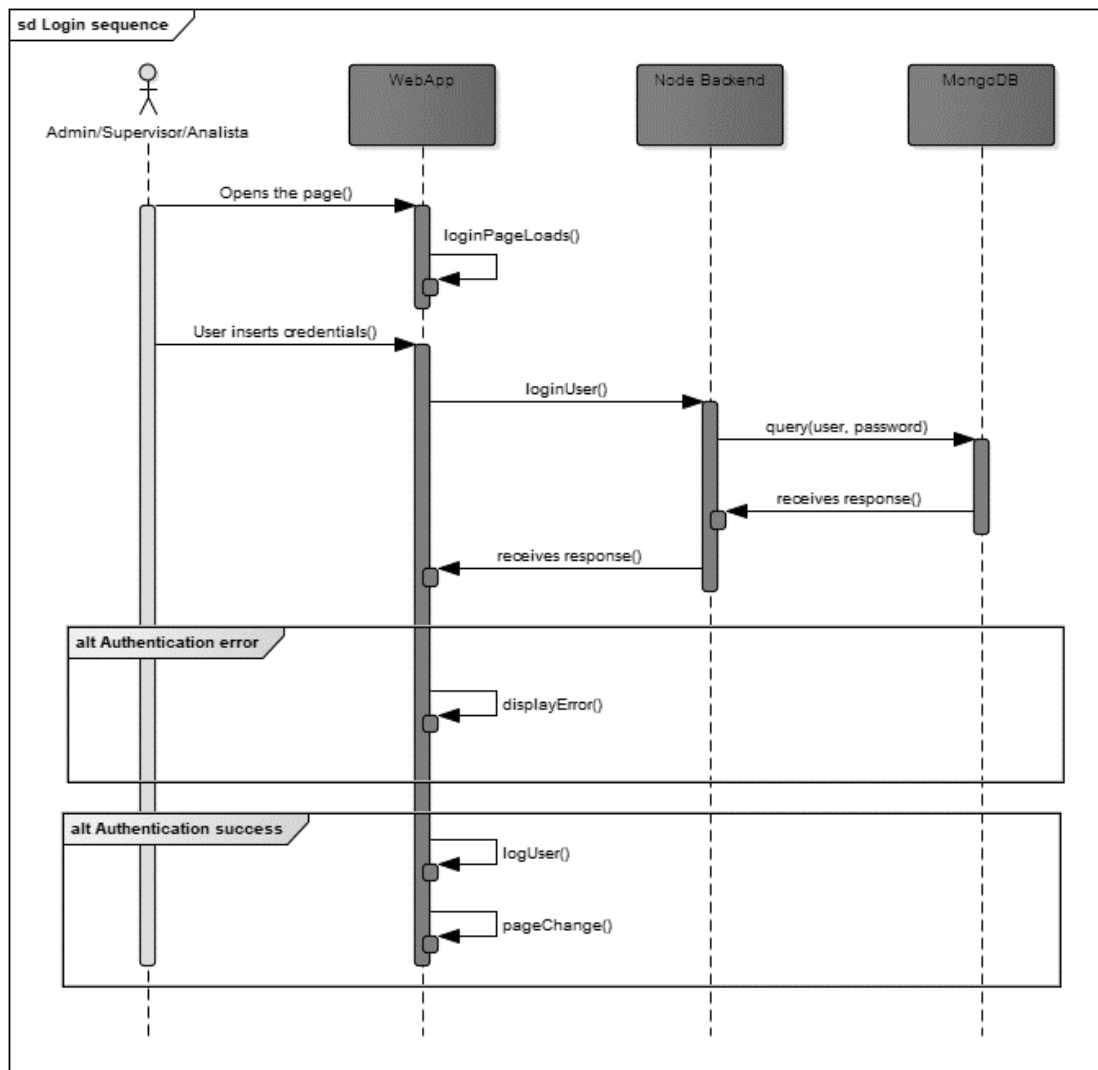 sd Login sequence
WebApp
Node Backend
MongoDB
Admin/Supervisor/Analista
Opens the page()
loginPageLoads()
User inserts credentials()
loginUser()
query(user, password)
receives response()
receives response()
alt Authentication error
displayError()
alt Authentication success
logUser()
pageChange()